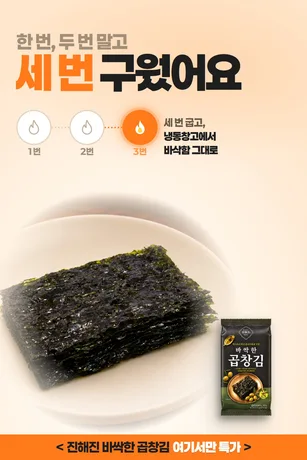 한 번, 두 번 말고
세 번 구웠어요
1번
2번
3번
세 번 굽고,
냉동창고에서
바삭함 그대로
바삭한
곱창김
< 진해진 바삭한 곱창김 여기서만 특가 >